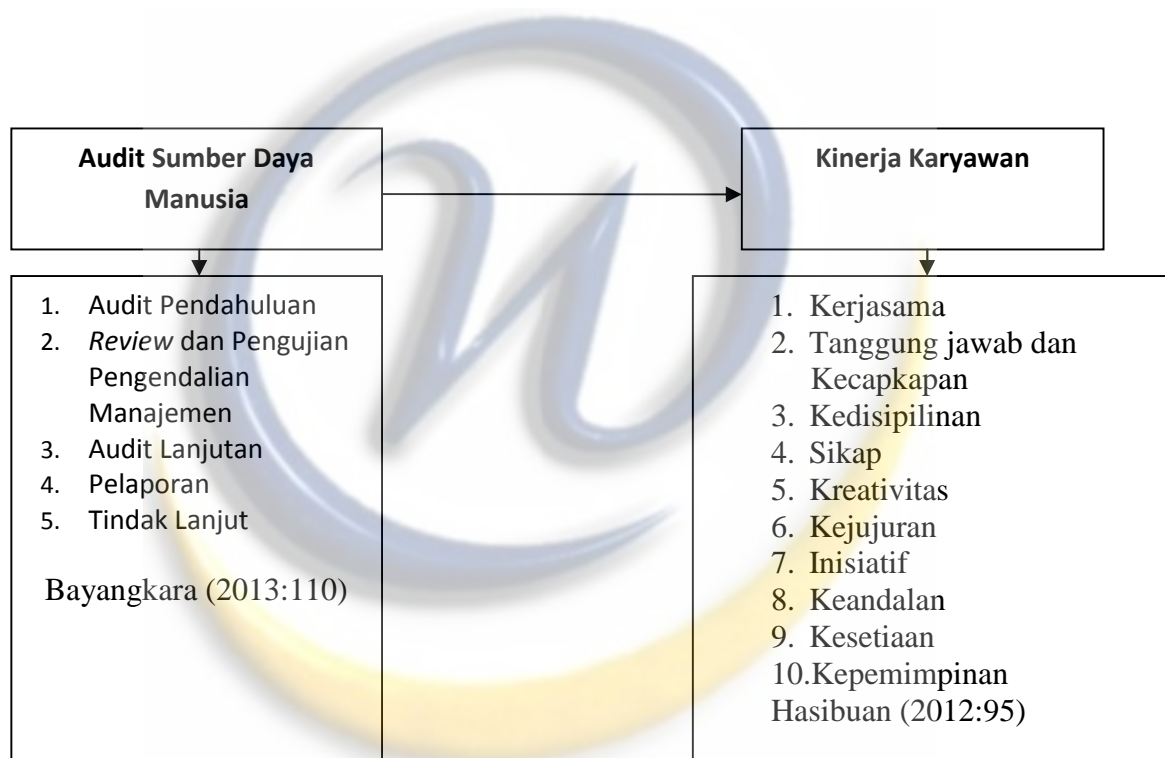 Audit Sumber Daya
Manusia
Kinerja Karyawan
1. Audit Pendahuluan
2. Review dan Pengujian
Pengendalian
Manajemen
3. Audit Lanjutan
4. Pelaporan
5. Tindak Lanjut
Bayangkara (2013:110)
1. Kerjasama
2. Tanggung jawab dan
Kecapkapan
3. Kedisipilinan
4. Sikap
5. Kreativitas
6. Kejujuran
7. Inisiatif
8. Keandalan
9. Kesetiaan
10.Kepemimpinan
Hasibuan (2012:95)